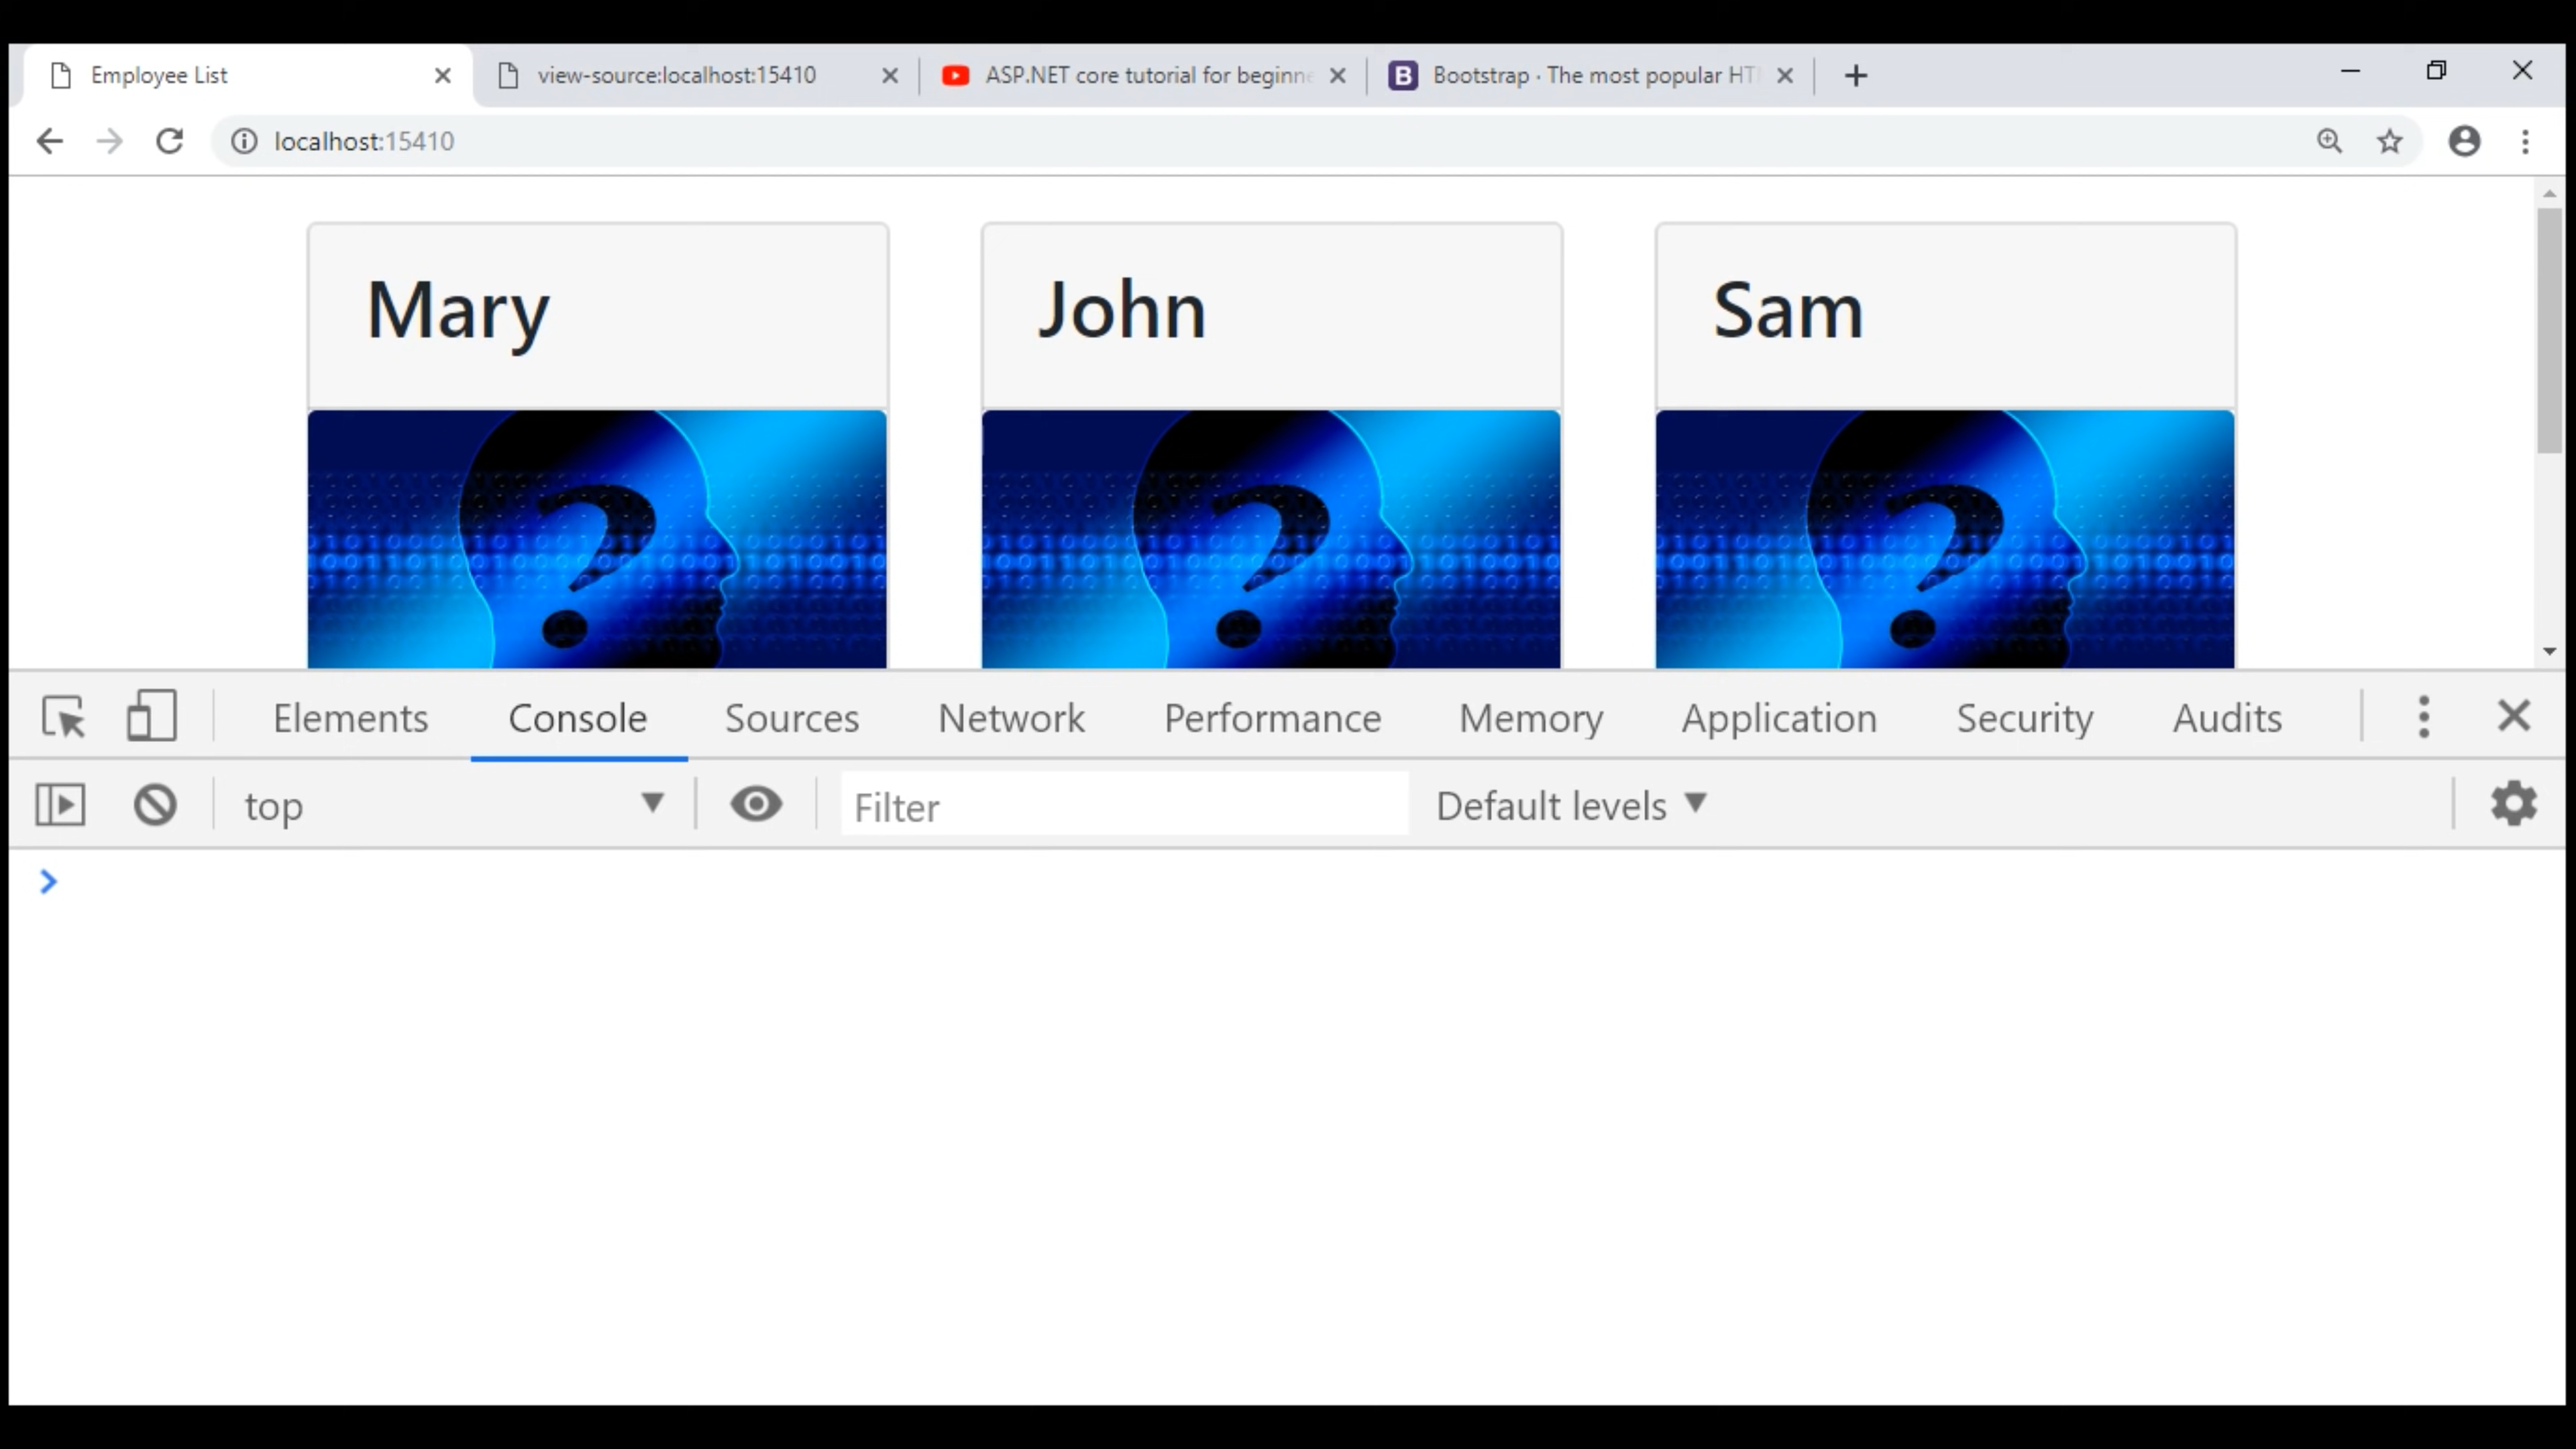 Employee List
view-source:localhost:15410
ASP.NET core tutorial for beginne
Bootstrap · The most popular HT
localhost:15410
Mary
John
Sam
Elements
Console
Sources
Network
Performance
Memory
Application
Security
Audits
top
Filter
Default levels